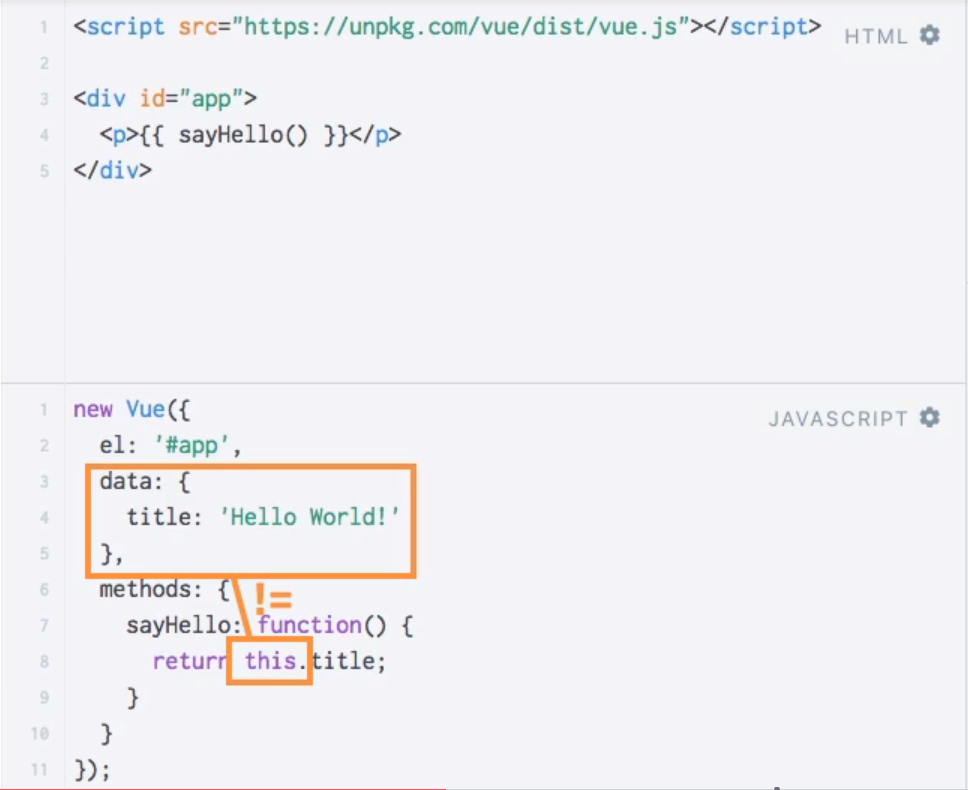 1 <script src="https://unpkg.com/vue/dist/vue.js"></script>
HTML
2
3 <div id="app">
4 <p>{{ sayHello() }}</p>
5 </div>
1 new Vue({
JAVASCRIPT
2 el: '#app',
3 data: {
4 title: 'Hello World!'
5 },
6 methods: {
!=
7 sayHello: function() {
8 return this.title;
9 }
10 }
11 });